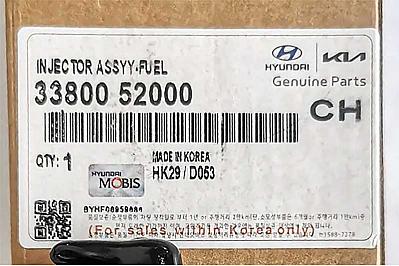 INJECTOR ASSYY-FUEL
33800 52000
HYUNDAI KIA
Genuine Parts
CH
QTY: 1
MADE IN KOREA
HK29 / D053
HYUNDAI
MOBIS
(For sales within Korea only)